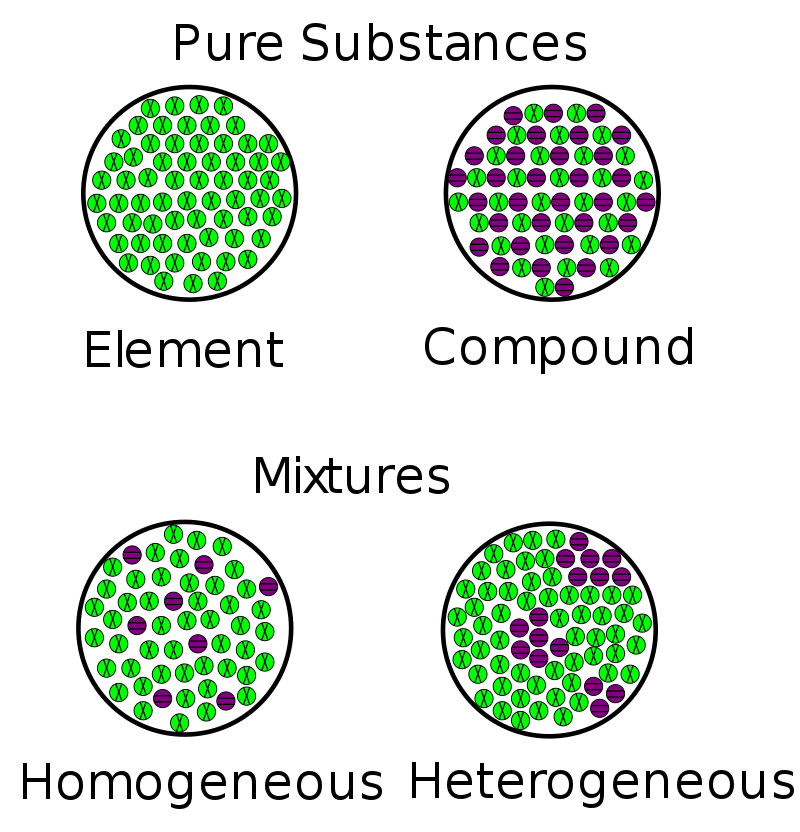 Pure Substances
Element
Compound
Mixtures
Homogeneous
Heterogeneous